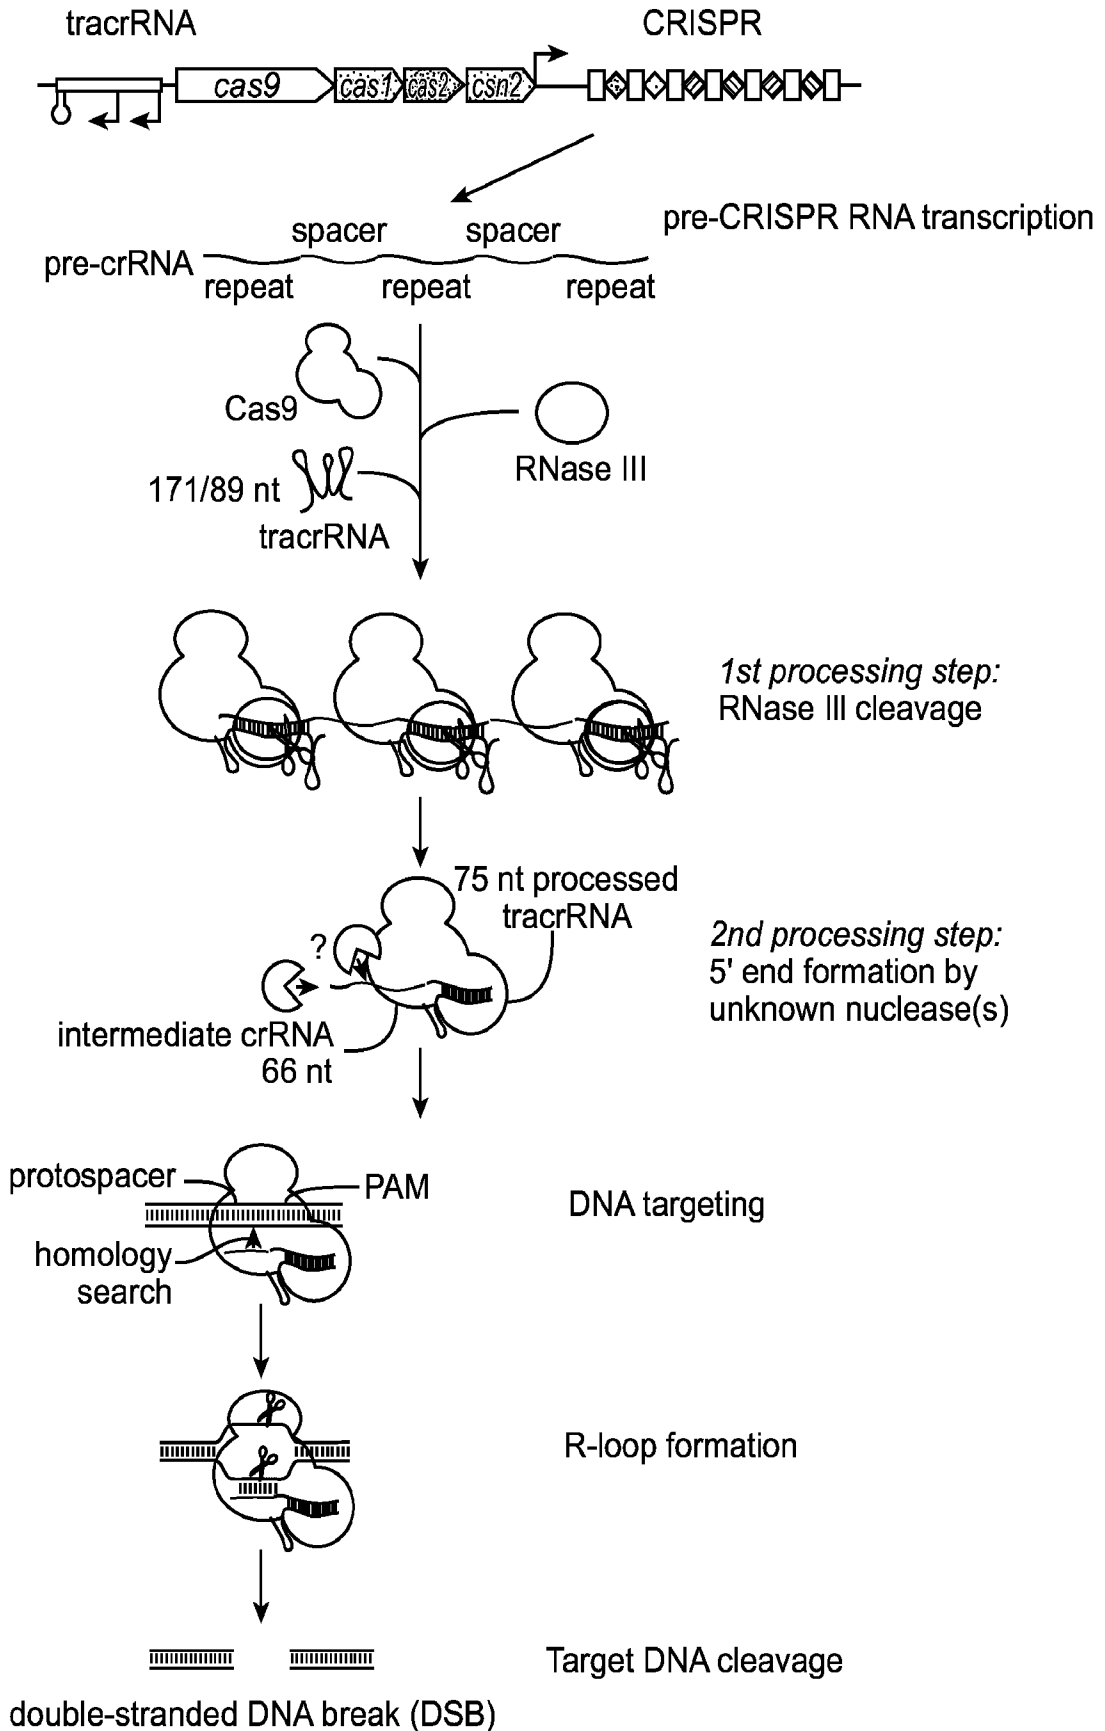 tracrRNA
CRISPR
cas9
cas1
cas2
csn2
pre-CRISPR RNA transcription
spacer
spacer
pre-crRNA
repeat
repeat
repeat
Cas9
RNase III
171/89 nt
tracrRNA
1st processing step:
RNase III cleavage
75 nt processed
tracrRNA
?
2nd processing step:
5' end formation by
unknown nuclease(s)
intermediate crRNA
66 nt
protospacer
PAM
DNA targeting
homology
search
R-loop formation
Target DNA cleavage
double-stranded DNA break (DSB)